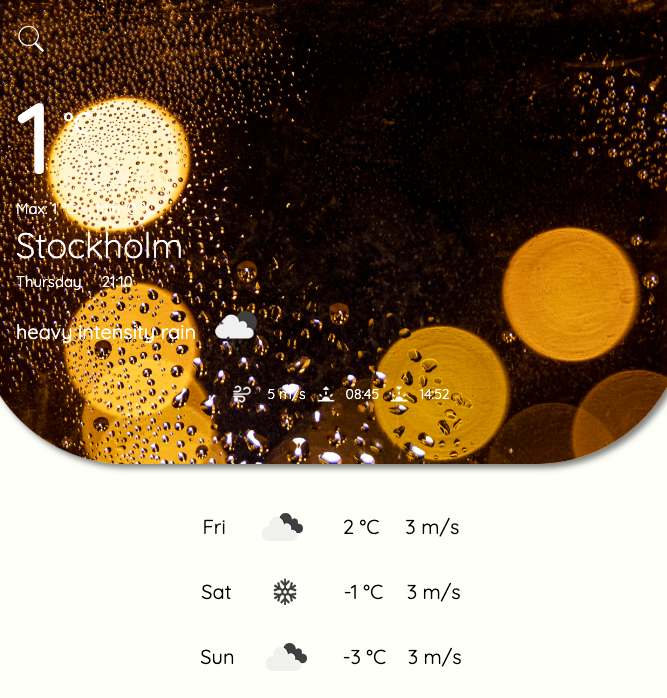 1°
Max: 1
Stockholm
Thursday 21:10
heavy intensity rain
5 m/s 08:45 14:52
Fri 2 °C 3 m/s
Sat -1 °C 3 m/s
Sun -3 °C 3 m/s